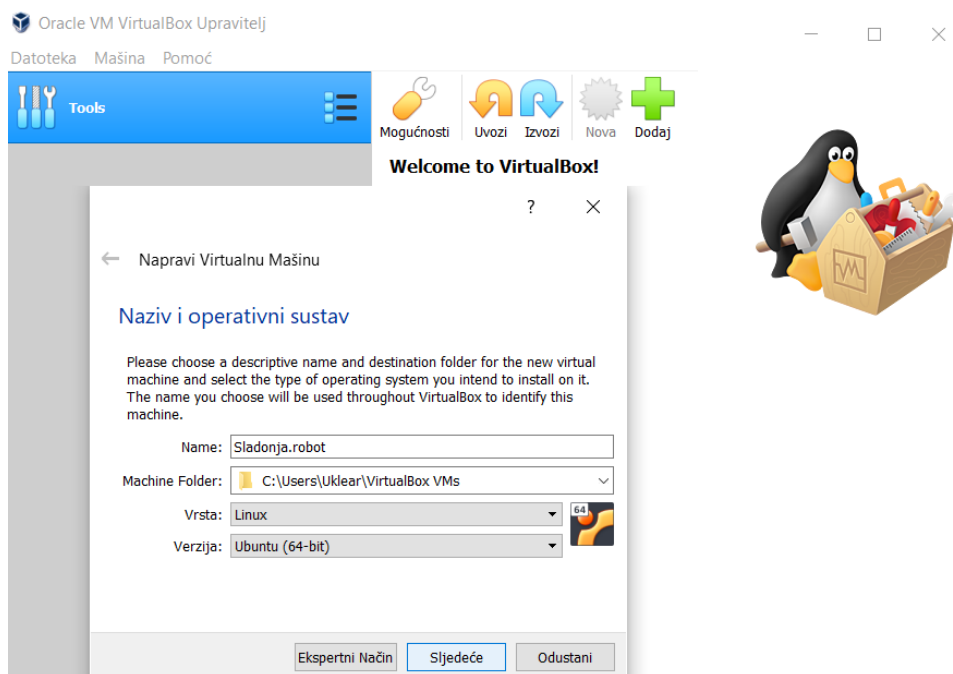 Oracle VM VirtualBox Upravitelj
Datoteka Mašina Pomoć
Tools
Mogućnosti Uvozi Izvozi Nova Dodaj
Welcome to VirtualBox!
?
Napravi Virtualnu Mašinu
Naziv i operativni sustav
Please choose a descriptive name and destination folder for the new virtual
machine and select the type of operating system you intend to install on it.
The name you choose will be used throughout VirtualBox to identify this
machine.
Name: Sladonja.robot
Machine Folder: C:\Users\Uklear\VirtualBox VMs
Vrsta: Linux
64
Verzija: Ubuntu (64-bit)
Ekspertni Način Sljedeće Odustani